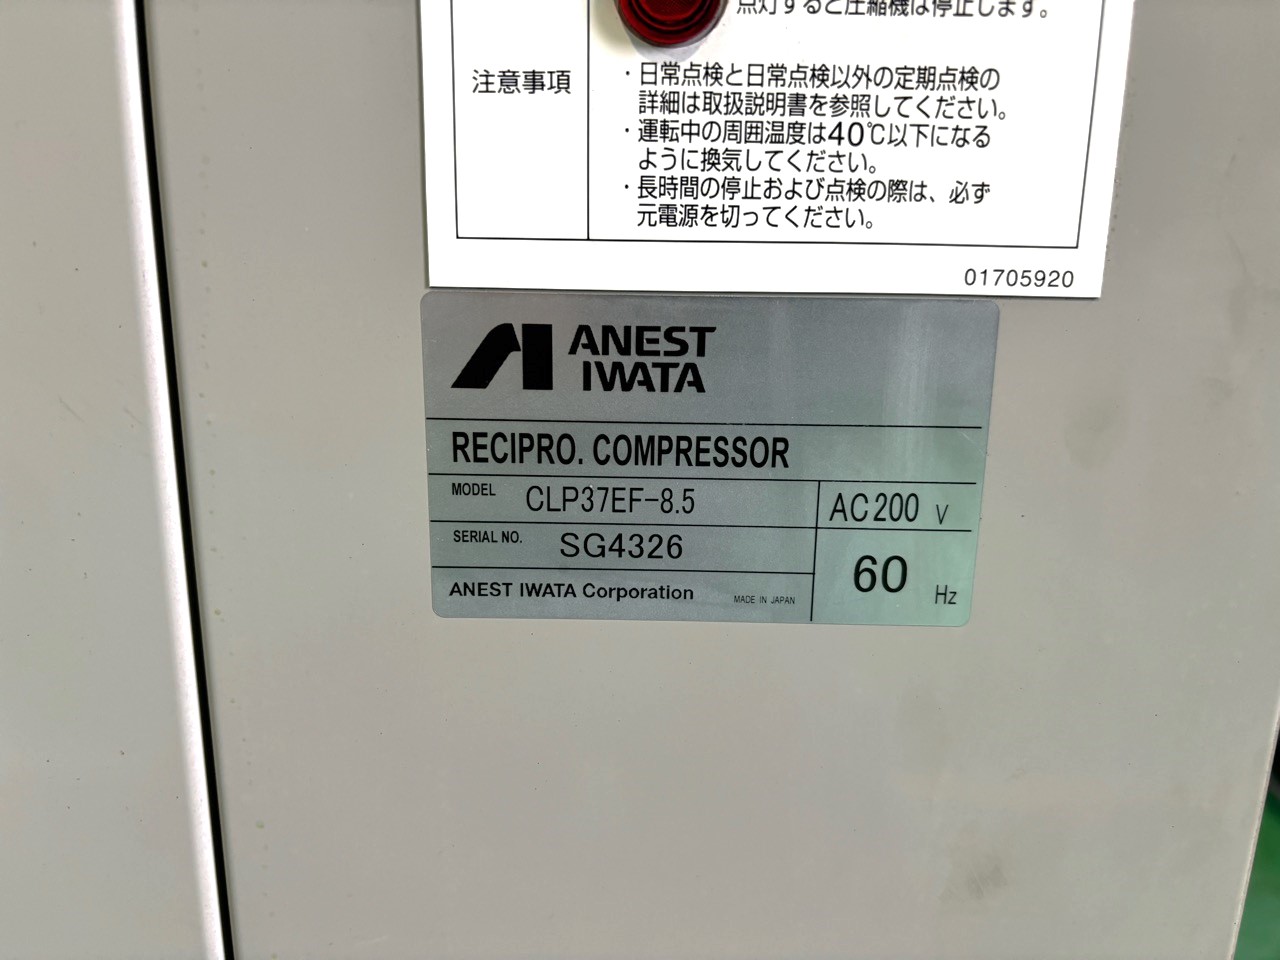 点灯すると圧縮機は停止します。
注意事項
・日常点検と日常点検以外の定期点検の
詳細は取扱説明書を参照してください。
・運転中の周囲温度は40℃以下になる
ように換気してください。
・長時間の停止および点検の際は、必ず
元電源を切ってください。
01705920
ANEST
IWATA
RECIPRO. COMPRESSOR
MODEL CLP37EF-8.5
AC 200 V
SERIAL NO. SG4326
60 Hz
ANEST IWATA Corporation MADE IN JAPAN